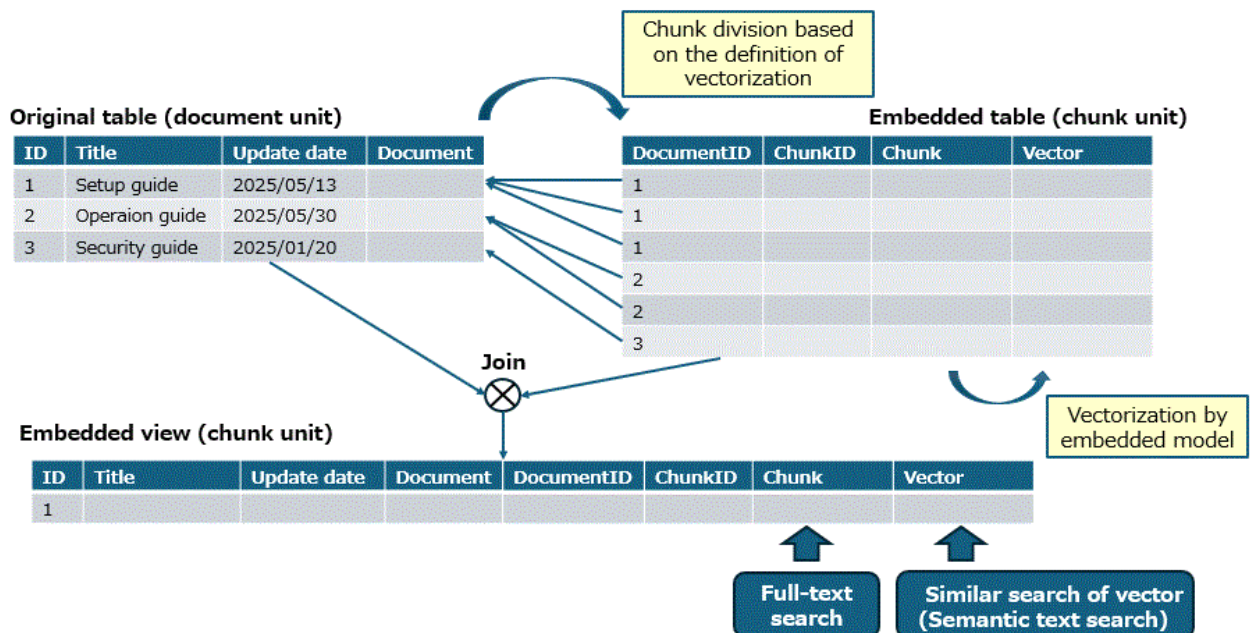 Chunk division based
on the definition of
vectorization
Original table (document unit)
ID Title Update date Document
1 Setup guide 2025/05/13
2 Operaion guide 2025/05/30
3 Security guide 2025/01/20
Embedded table (chunk unit)
DocumentID ChunkID Chunk Vector
1
1
1
2
2
3
Join
Vectorization by
embedded model
Embedded view (chunk unit)
ID Title Update date Document DocumentID ChunkID Chunk Vector
1
Full-text
search
Similar search of vector
(Semantic text search)